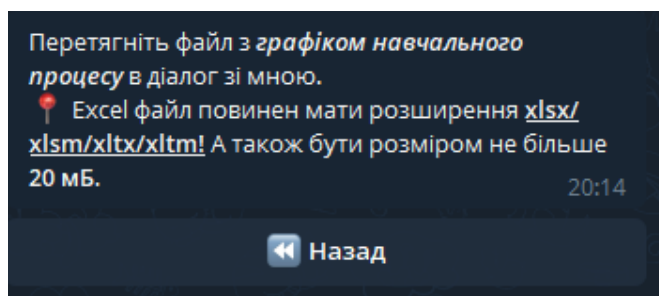 Перетягніть файл з графіком навчального
процесу в діалог зі мною.
📍 Excel файл повинен мати розширення xlsx/
xlsm/xltx/xltm! А також бути розміром не більше
20 мБ.
20:14
⏪ Назад